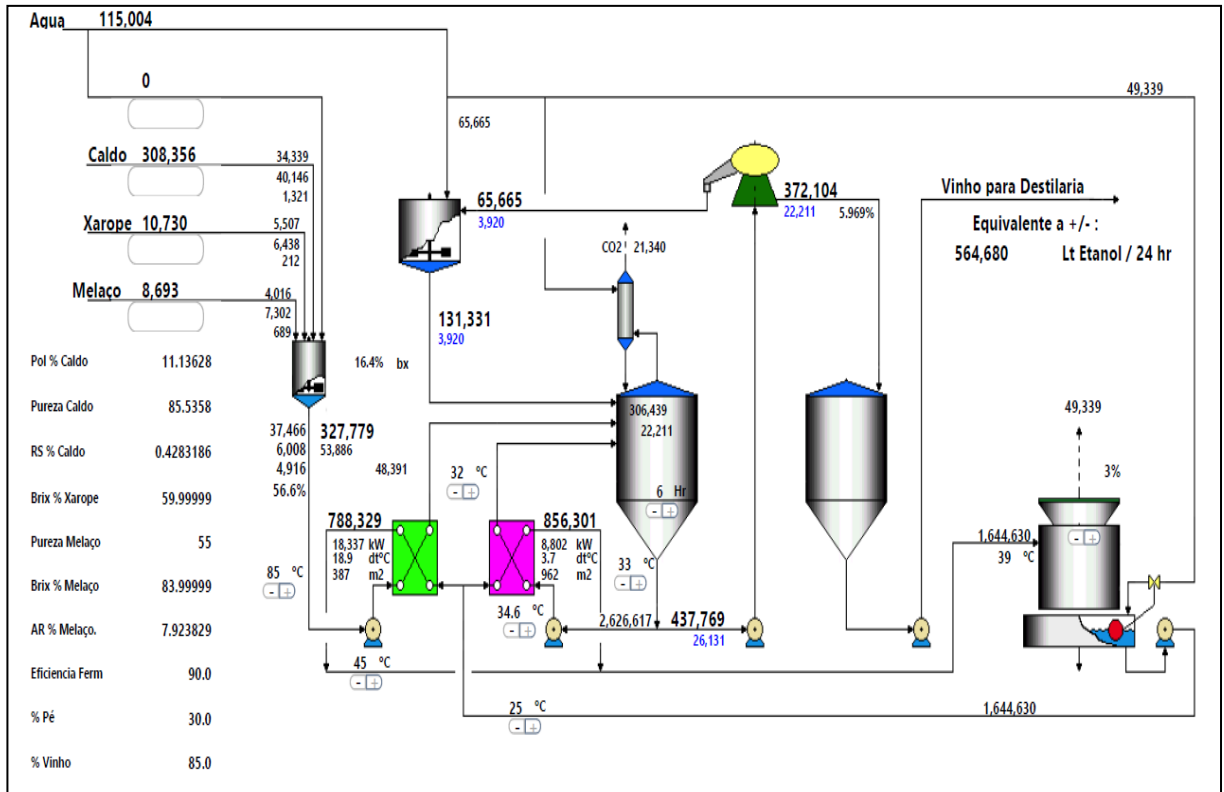 Agua 115,004
0
49,339
65,665
Caldo 308,356
34,339
40,146
1,321
Xarope 10,730
5,507
6,438
212
Melaço 8,693
4,016
7,302
689
65,665
3,920
372,104
22,211 5.969%
Vinho para Destilaria
Equivalente a +/- :
564,680 Lt Etanol / 24 hr
CO2 21,340
131,331
3,920
16.4% bx
Pol % Caldo 11.13628
Pureza Caldo 85.5358
RS % Caldo 0.4283186
Brix % Xarope 59.99999
Pureza Melaço 55
Brix % Melaço 83.99999
AR % Melaço. 7.923829
Eficiencia Ferm 90.0
% Pé 30.0
% Vinho 85.0
37,466 327,779
6,008 53,886
4,916
56.6%
48,391
306,439
22,211
6 Hr
- +
32 °C
- +
49,339
3%
788,329
18,337 kW
18.9 dt°C
387 m2
856,301
8,802 kW
3.7 dt°C
962 m2
85 °C
- +
33 °C
- +
34.6 °C
- +
2,626,617 437,769
26,131
1,644,630
39 °C
- +
45 °C
- +
25 °C
- +
1,644,630